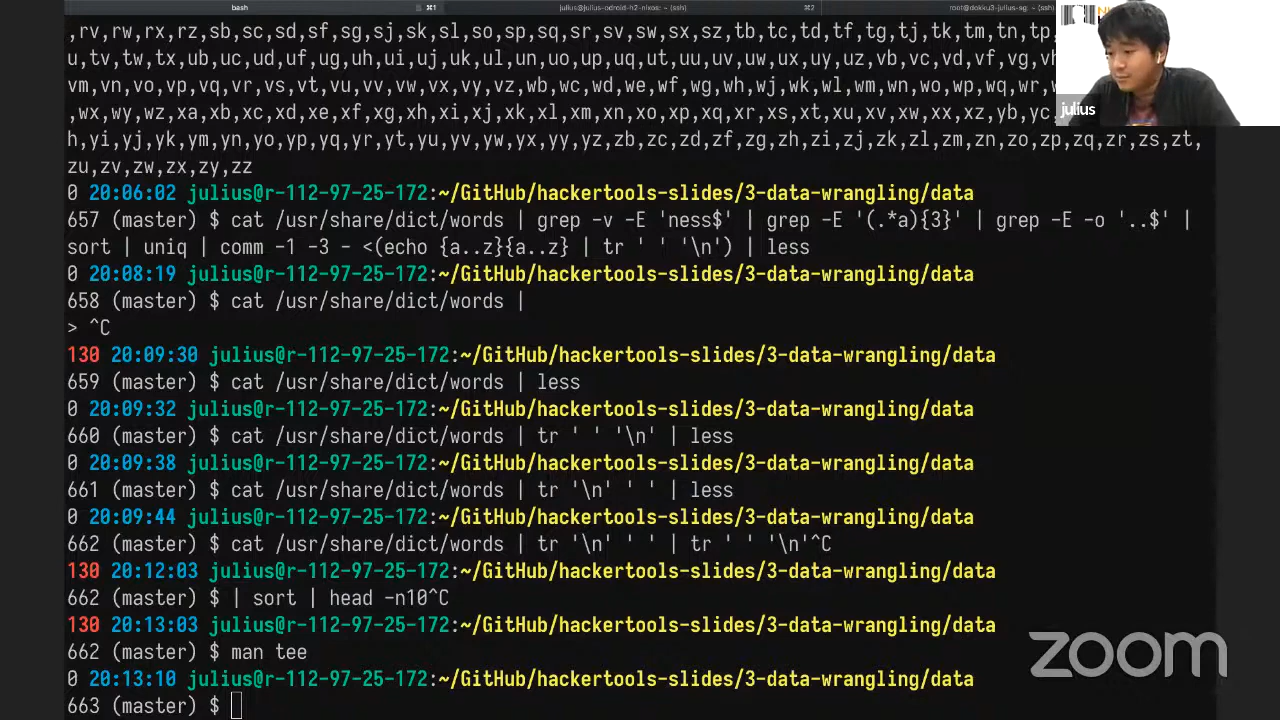 bash
⌘1
julius@julius-odroid-h2-nixos: ~ (ssh)
⌘2
root@dokku3-julius-sg: ~ (ssh)
,rv,rw,rx,rz,sb,sc,sd,sf,sg,sj,sk,sl,so,sp,sq,sr,sv,sw,sx,sz,tb,tc,td,tf,tg,tj,tk,tm,tn,tp,
u,tv,tw,tx,ub,uc,ud,uf,ug,uh,ui,uj,uk,ul,un,uo,up,uq,ut,uu,uv,uw,ux,uy,uz,vb,vc,vd,vf,vg,vh
vm,vn,vo,vp,vq,vr,vs,vt,vu,vv,vw,vx,vy,vz,wb,wc,wd,we,wf,wg,wh,wj,wk,wl,wm,wn,wo,wp,wq,wr,w
,wx,wy,wz,xa,xb,xc,xd,xe,xf,xg,xh,xi,xj,xk,xl,xm,xn,xo,xp,xq,xr,xs,xt,xu,xv,xw,xx,xz,yb,yc,
h,yi,yj,yk,ym,yn,yo,yp,yq,yr,yt,yu,yv,yw,yx,yy,yz,zb,zc,zd,zf,zg,zh,zi,zj,zk,zl,zm,zn,zo,zp,zq,zr,zs,zt,
zu,zv,zw,zx,zy,zz
0 20:06:02 julius@r-112-97-25-172:~/GitHub/hackertools-slides/3-data-wrangling/data
657 (master) $ cat /usr/share/dict/words | grep -v -E 'ness$' | grep -E '(.*a){3}' | grep -E -o '..$' |
sort | uniq | comm -1 -3 - <(echo {a..z}{a..z} | tr ' ' '\n') | less
0 20:08:19 julius@r-112-97-25-172:~/GitHub/hackertools-slides/3-data-wrangling/data
658 (master) $ cat /usr/share/dict/words |
> ^C
130 20:09:30 julius@r-112-97-25-172:~/GitHub/hackertools-slides/3-data-wrangling/data
659 (master) $ cat /usr/share/dict/words | less
0 20:09:32 julius@r-112-97-25-172:~/GitHub/hackertools-slides/3-data-wrangling/data
660 (master) $ cat /usr/share/dict/words | tr ' ' '\n' | less
0 20:09:38 julius@r-112-97-25-172:~/GitHub/hackertools-slides/3-data-wrangling/data
661 (master) $ cat /usr/share/dict/words | tr '\n' ' ' | less
0 20:09:44 julius@r-112-97-25-172:~/GitHub/hackertools-slides/3-data-wrangling/data
662 (master) $ cat /usr/share/dict/words | tr '\n' ' ' | tr ' ' '\n'^C
130 20:12:03 julius@r-112-97-25-172:~/GitHub/hackertools-slides/3-data-wrangling/data
662 (master) $ | sort | head -n10^C
130 20:13:03 julius@r-112-97-25-172:~/GitHub/hackertools-slides/3-data-wrangling/data
662 (master) $ man tee
0 20:13:10 julius@r-112-97-25-172:~/GitHub/hackertools-slides/3-data-wrangling/data
663 (master) $
julius
zoom